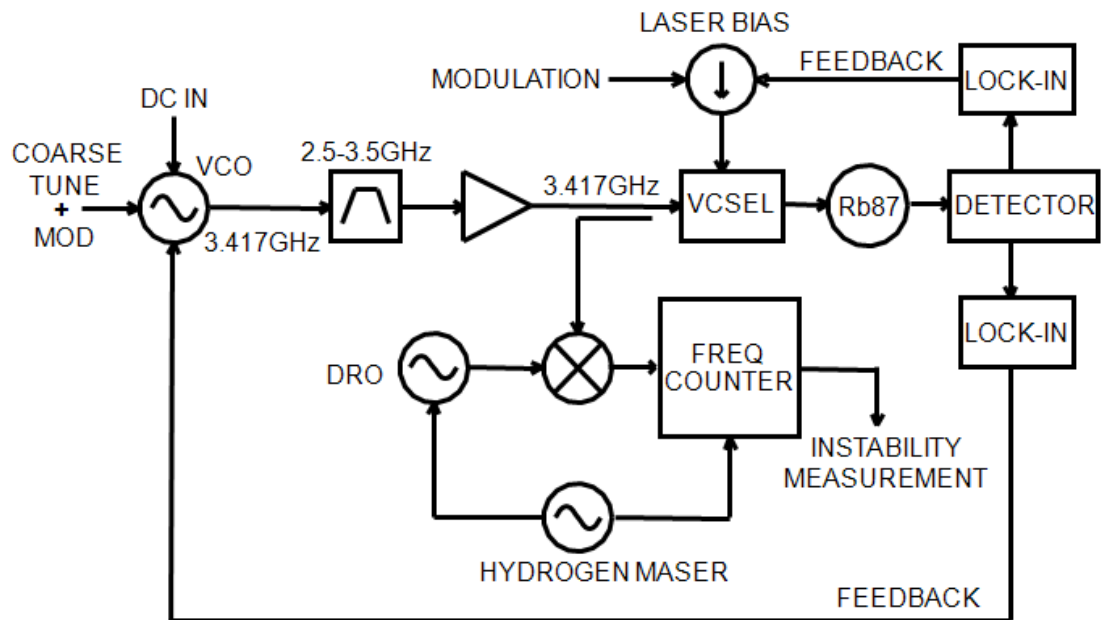 LASER BIAS
MODULATION
FEEDBACK
LOCK-IN
DC IN
COARSE
TUNE
+
MOD
VCO
2.5-3.5GHz
3.417GHz
3.417GHz
VCSEL
Rb87
DETECTOR
LOCK-IN
DRO
FREQ
COUNTER
INSTABILITY
MEASUREMENT
HYDROGEN MASER
FEEDBACK